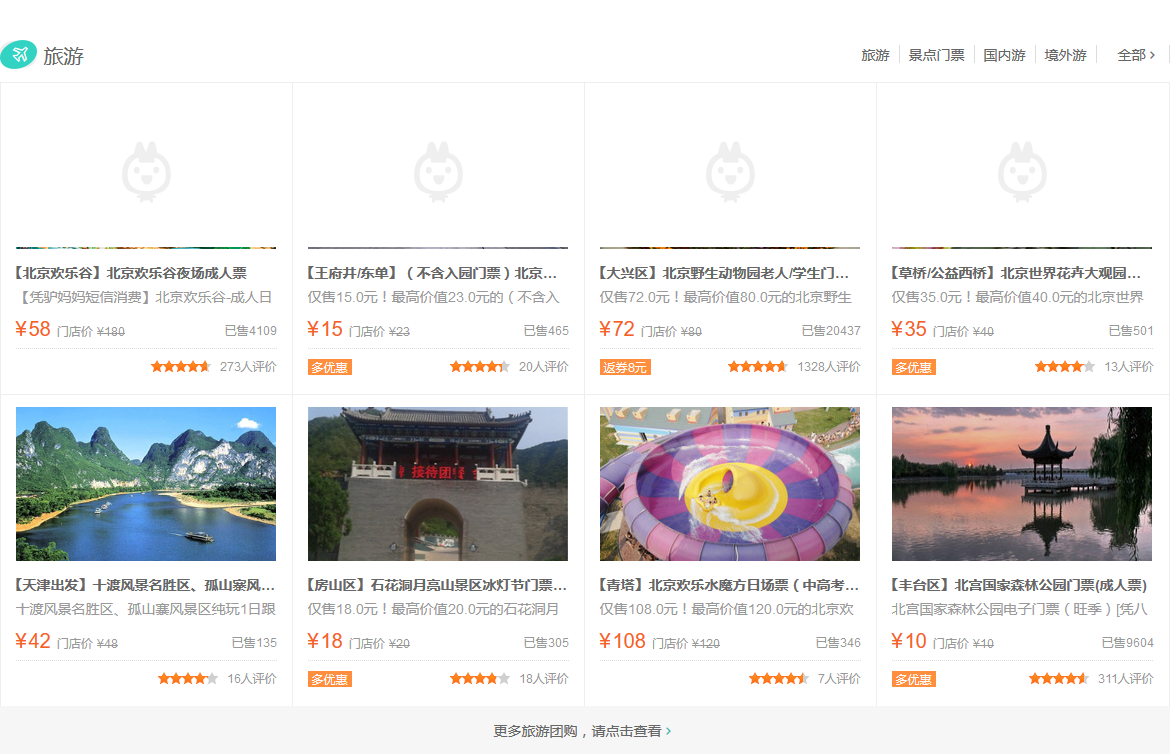 旅游
旅游 景点门票 国内游 境外游 全部 ›
【北京欢乐谷】北京欢乐谷夜场成人票
【凭驴妈妈短信消费】北京欢乐谷-成人日
¥58 门店价 ¥180 已售4109
273人评价
【王府井/东单】（不含入园门票）北京…
仅售15.0元！最高价值23.0元的（不含入
¥15 门店价 ¥23 已售465
多优惠 20人评价
【大兴区】北京野生动物园老人/学生门…
仅售72.0元！最高价值80.0元的北京野生
¥72 门店价 ¥80 已售20437
返券8元 1328人评价
【草桥/公益西桥】北京世界花卉大观园…
仅售35.0元！最高价值40.0元的北京世界
¥35 门店价 ¥40 已售501
多优惠 13人评价
【天津出发】十渡风景名胜区、孤山寨风…
十渡风景名胜区、孤山寨风景区纯玩1日跟
¥42 门店价 ¥48 已售135
16人评价
接待团
【房山区】石花洞月亮山景区冰灯节门票…
仅售18.0元！最高价值20.0元的石花洞月
¥18 门店价 ¥20 已售305
多优惠 18人评价
【青塔】北京欢乐水魔方日场票（中高考…
仅售108.0元！最高价值120.0元的北京欢
¥108 门店价 ¥120 已售346
7人评价
【丰台区】北宫国家森林公园门票(成人票)
北宫国家森林公园电子门票（旺季）[凭八
¥10 门店价 ¥10 已售9604
多优惠 311人评价
更多旅游团购，请点击查看 ›